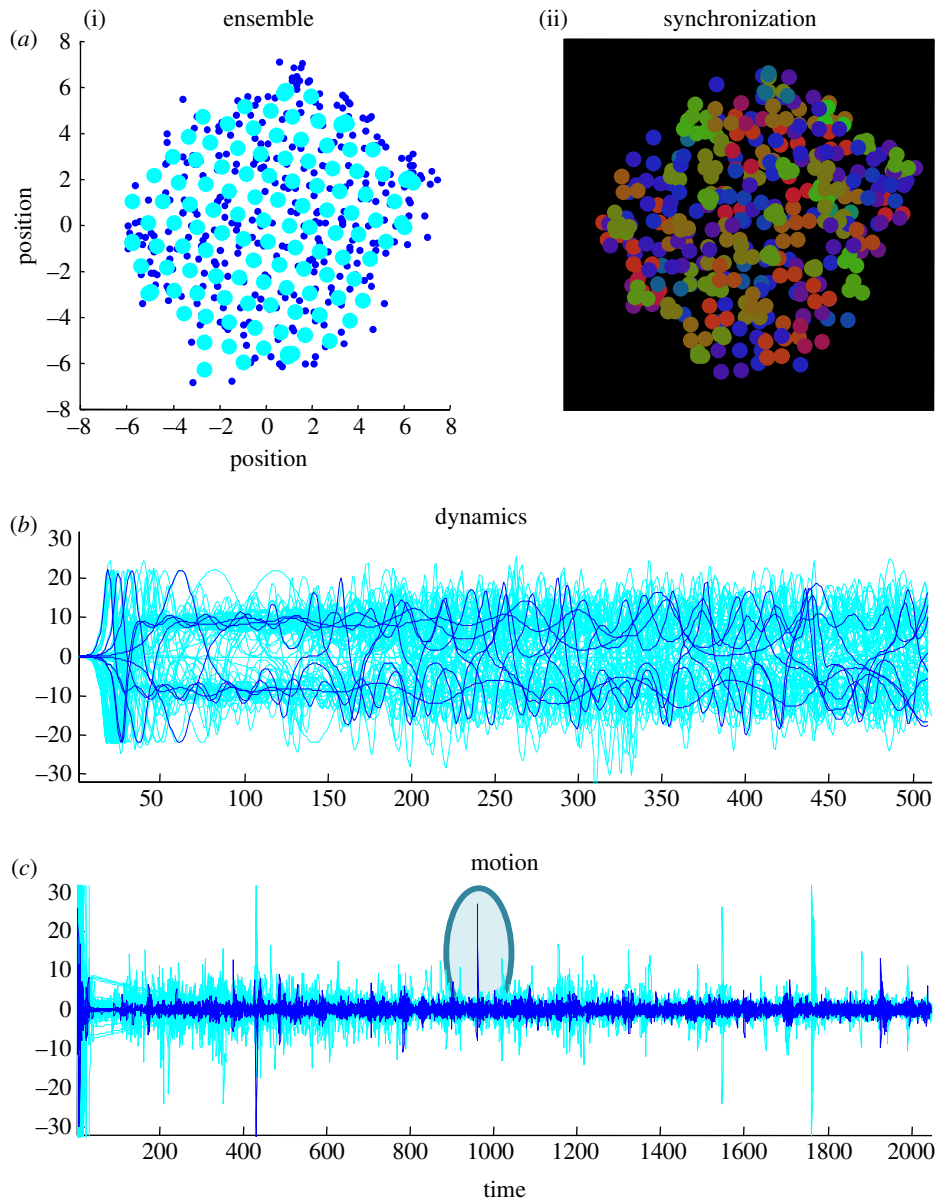 (i) ensemble
(ii) synchronization
(a)
8
6
4
2
0
–2
–4
–6
–8
position
–8 –6 –4 –2 0 2 4 6 8
position
(b) dynamics
30
20
10
0
–10
–20
–30
50 100 150 200 250 300 350 400 450 500
(c) motion
30
20
10
0
–10
–20
–30
200 400 600 800 1000 1200 1400 1600 1800 2000
time